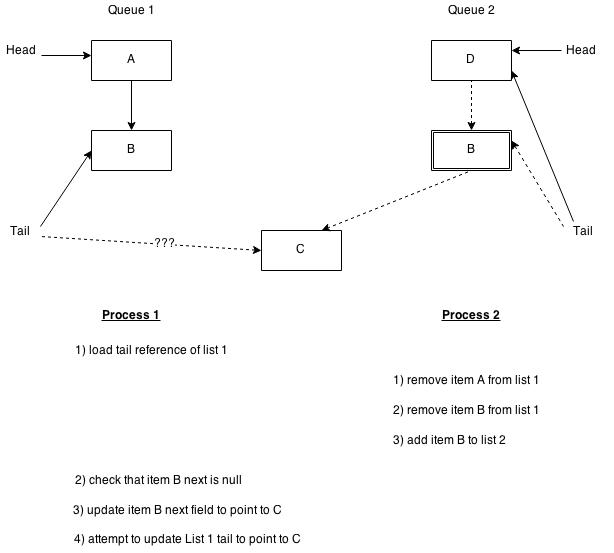 Queue 1
Queue 2
Head
A
D
Head
B
B
Tail
Tail
???
C
Process 1
Process 2
1) load tail reference of list 1
1) remove item A from list 1
2) remove item B from list 1
3) add item B to list 2
2) check that item B next is null
3) update item B next field to point to C
4) attempt to update List 1 tail to point to C